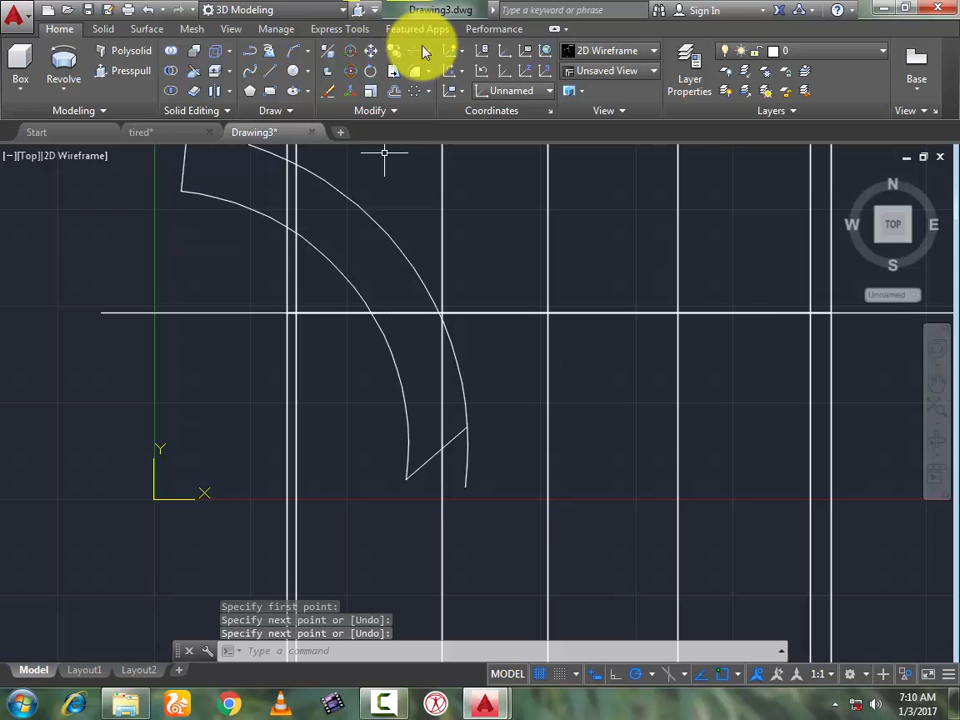 3D Modeling
Drawing3.dwg
Type a keyword or phrase
Sign In
Home Solid Surface Mesh View Manage Express Tools Featured Apps Performance
Polysolid
Presspull
Box
Revolve
2D Wireframe
Unsaved View
Unnamed
0
Layer
Properties
Base
Modeling
Solid Editing
Draw
Modify
Coordinates
View
Layers
View
Start tired* Drawing3*
[−][Top][2D Wireframe]
N
W TOP E
S
Unnamed
Y
X
Specify first point:
Specify next point or [Undo]:
Specify next point or [Undo]:
Type a command
Model Layout1 Layout2
MODEL
1:1
7:10 AM
1/3/2017